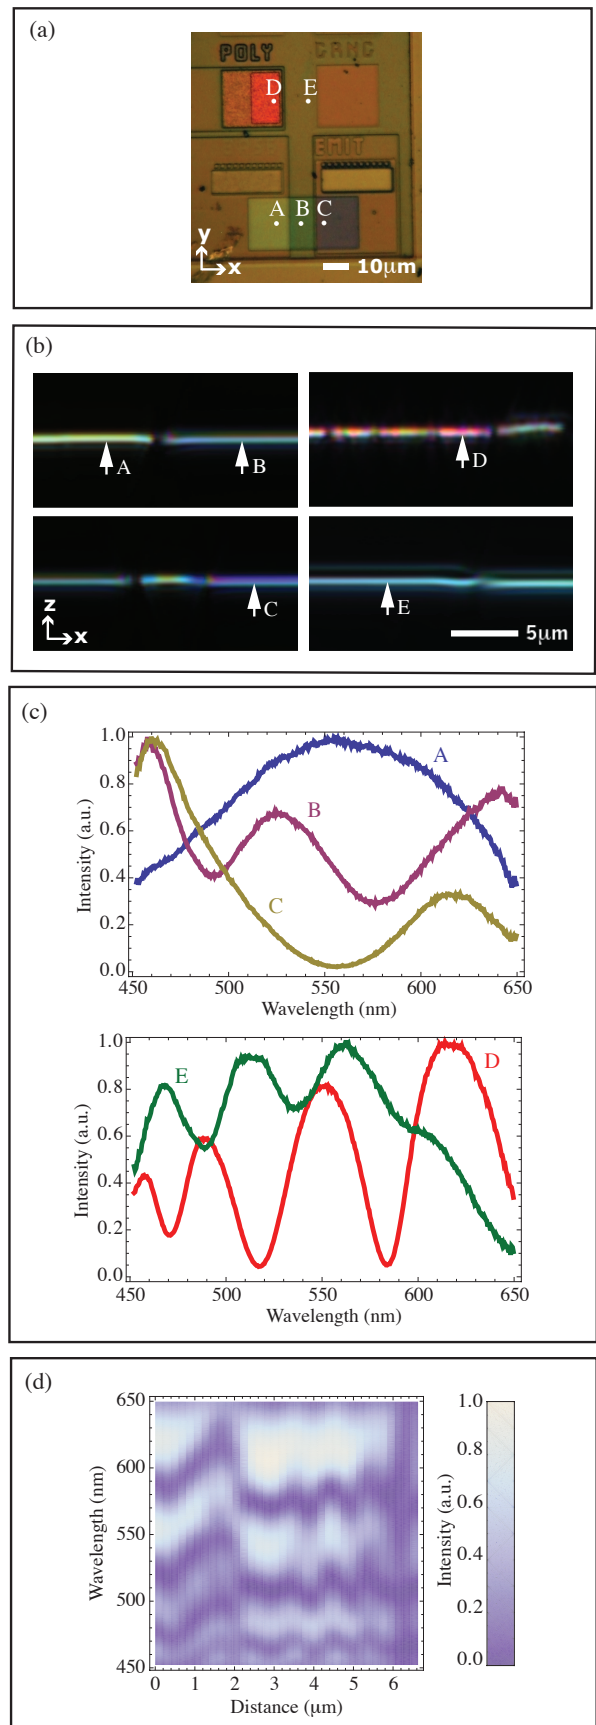 (a)
POLY
GRNG
D
E
EMIT
A
B
C
y
x
10μm
(b)
A
B
D
C
E
z
x
5μm
(c)
1.0
0.8
0.6
0.4
0.2
0.0
450 500 550 600 650
Intensity (a.u.)
Wavelength (nm)
A
B
C
1.0
0.8
0.6
0.4
0.2
0.0
450 500 550 600 650
Intensity (a.u.)
Wavelength (nm)
E
D
(d)
650
600
550
500
450
Wavelength (nm)
0 1 2 3 4 5 6
Distance (μm)
1.0
0.8
0.6
0.4
0.2
0.0
Intensity (a.u.)